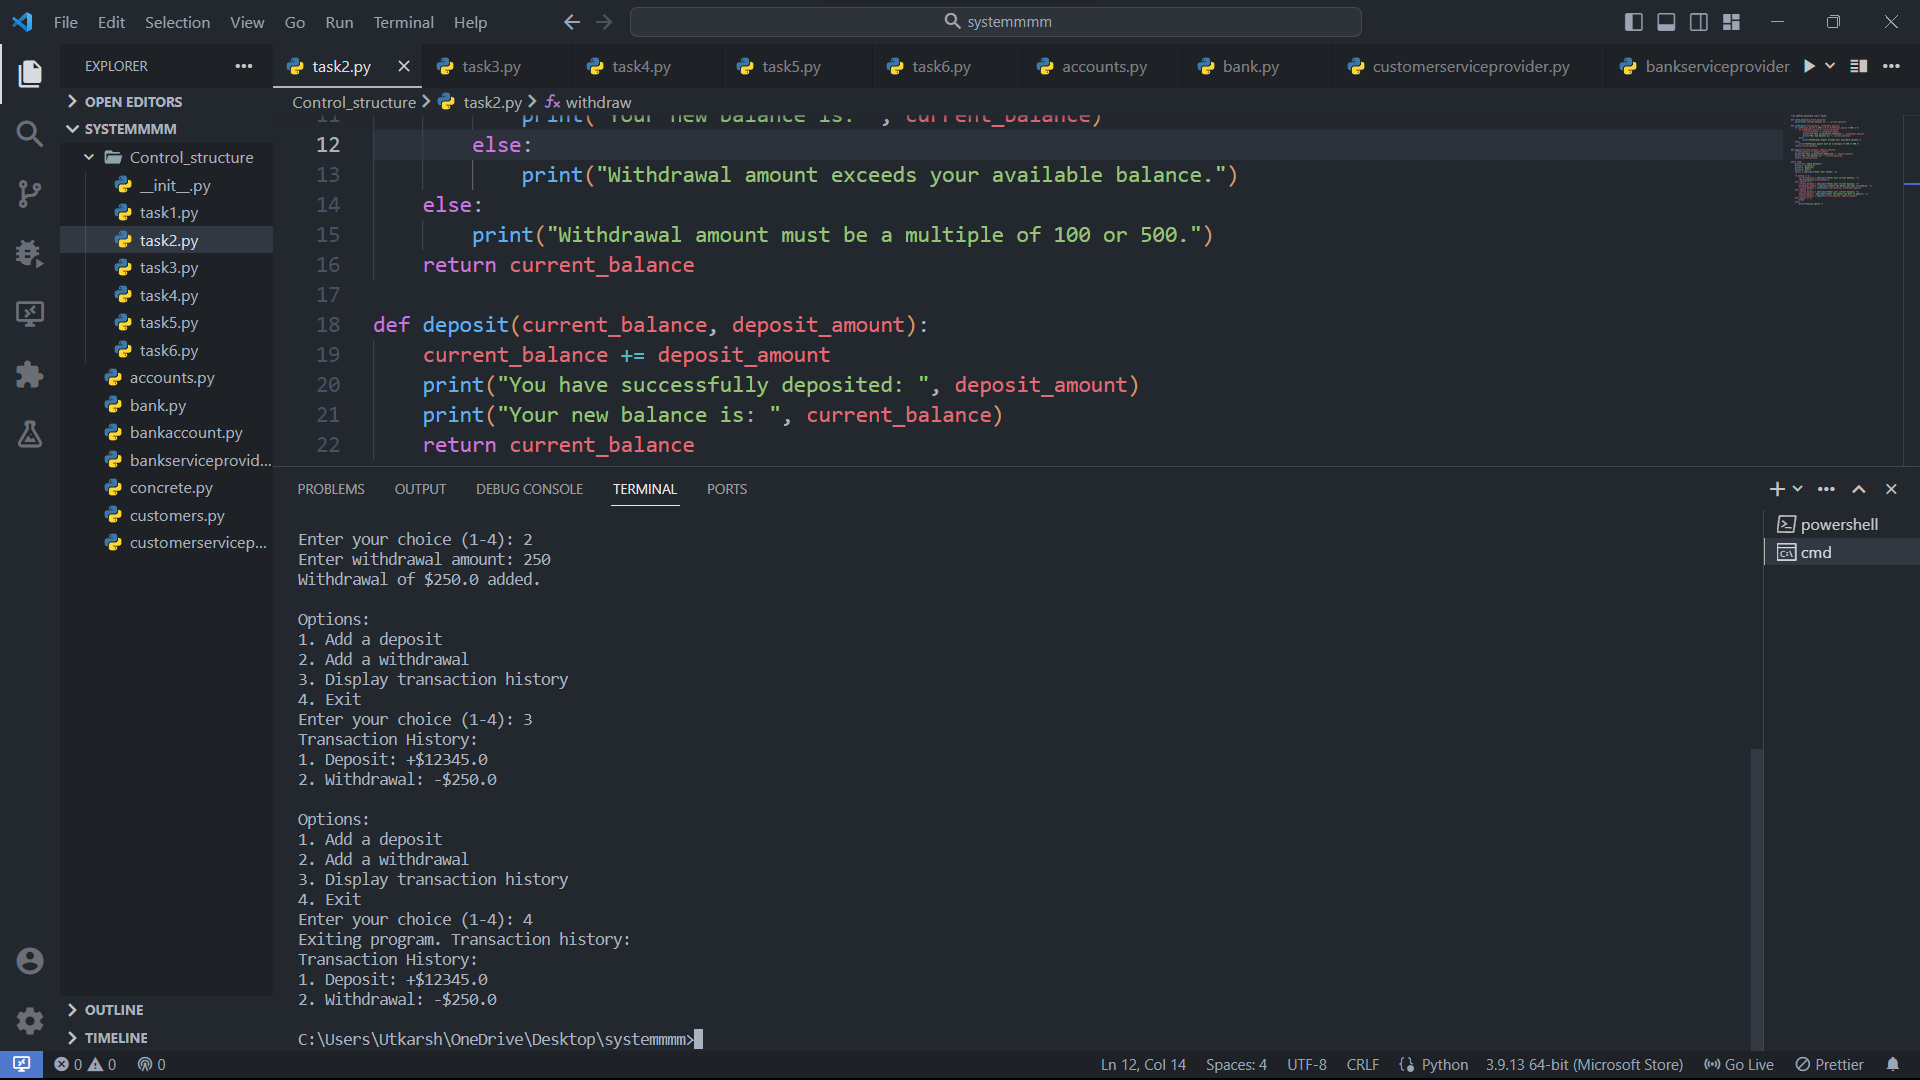 File Edit Selection View Go Run Terminal Help
systemmmm
EXPLORER
OPEN EDITORS
SYSTEMMMM
Control_structure
__init__.py
task1.py
task2.py
task3.py
task4.py
task5.py
task6.py
accounts.py
bank.py
bankaccount.py
bankserviceprovid...
concrete.py
customers.py
customerservicep...
OUTLINE
TIMELINE
task2.py task3.py task4.py task5.py task6.py accounts.py bank.py customerserviceprovider.py bankserviceprovider
Control_structure > task2.py > withdraw
11 print("Your new balance is: ", current_balance)
12 else:
13 print("Withdrawal amount exceeds your available balance.")
14 else:
15 print("Withdrawal amount must be a multiple of 100 or 500.")
16 return current_balance
17
18 def deposit(current_balance, deposit_amount):
19 current_balance += deposit_amount
20 print("You have successfully deposited: ", deposit_amount)
21 print("Your new balance is: ", current_balance)
22 return current_balance
PROBLEMS OUTPUT DEBUG CONSOLE TERMINAL PORTS
powershell
cmd
Enter your choice (1-4): 2
Enter withdrawal amount: 250
Withdrawal of $250.0 added.
Options:
1. Add a deposit
2. Add a withdrawal
3. Display transaction history
4. Exit
Enter your choice (1-4): 3
Transaction History:
1. Deposit: +$12345.0
2. Withdrawal: -$250.0
Options:
1. Add a deposit
2. Add a withdrawal
3. Display transaction history
4. Exit
Enter your choice (1-4): 4
Exiting program. Transaction history:
Transaction History:
1. Deposit: +$12345.0
2. Withdrawal: -$250.0
C:\Users\Utkarsh\OneDrive\Desktop\systemmmm>
0 0 0 Ln 12, Col 14 Spaces: 4 UTF-8 CRLF Python 3.9.13 64-bit (Microsoft Store) Go Live Prettier